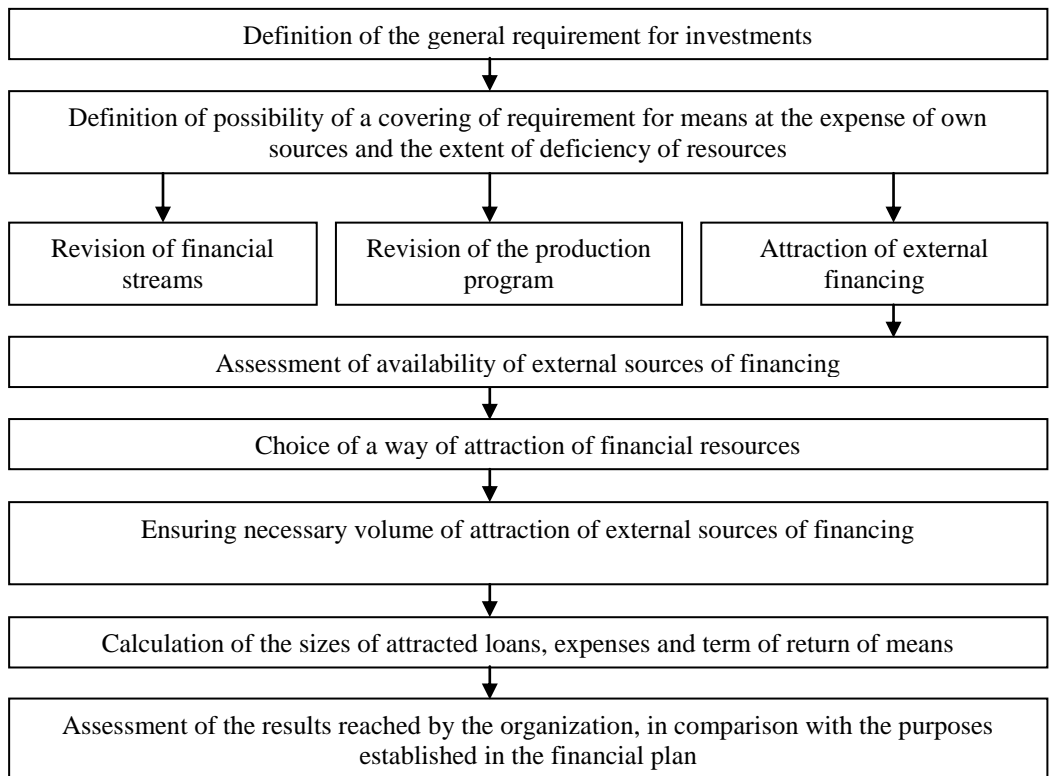 Definition of the general requirement for investments
Definition of possibility of a covering of requirement for means at the expense of own
sources and the extent of deficiency of resources
Revision of financial
streams
Revision of the production
program
Attraction of external
financing
Assessment of availability of external sources of financing
Choice of a way of attraction of financial resources
Ensuring necessary volume of attraction of external sources of financing
Calculation of the sizes of attracted loans, expenses and term of return of means
Assessment of the results reached by the organization, in comparison with the purposes
established in the financial plan